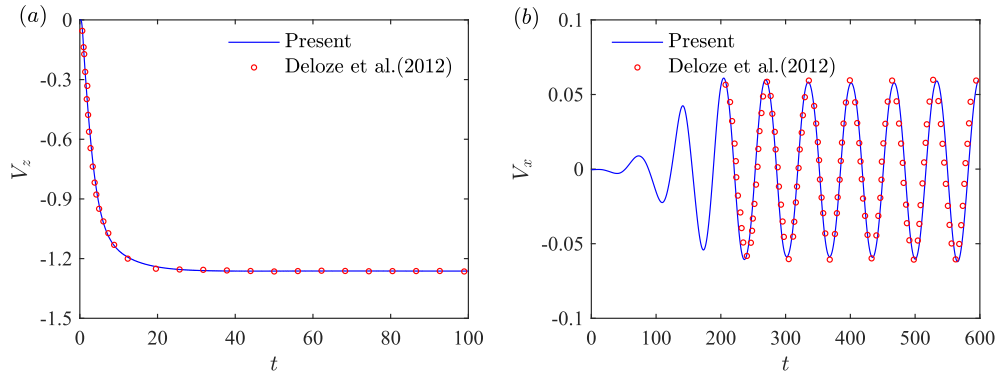 (a)
Present
Deloze et al.(2012)
0
-0.3
-0.6
-0.9
-1.2
-1.5
V_z
0 20 40 60 80 100
t
(b)
Present
Deloze et al.(2012)
0.1
0.05
0
-0.05
-0.1
V_x
0 100 200 300 400 500 600
t